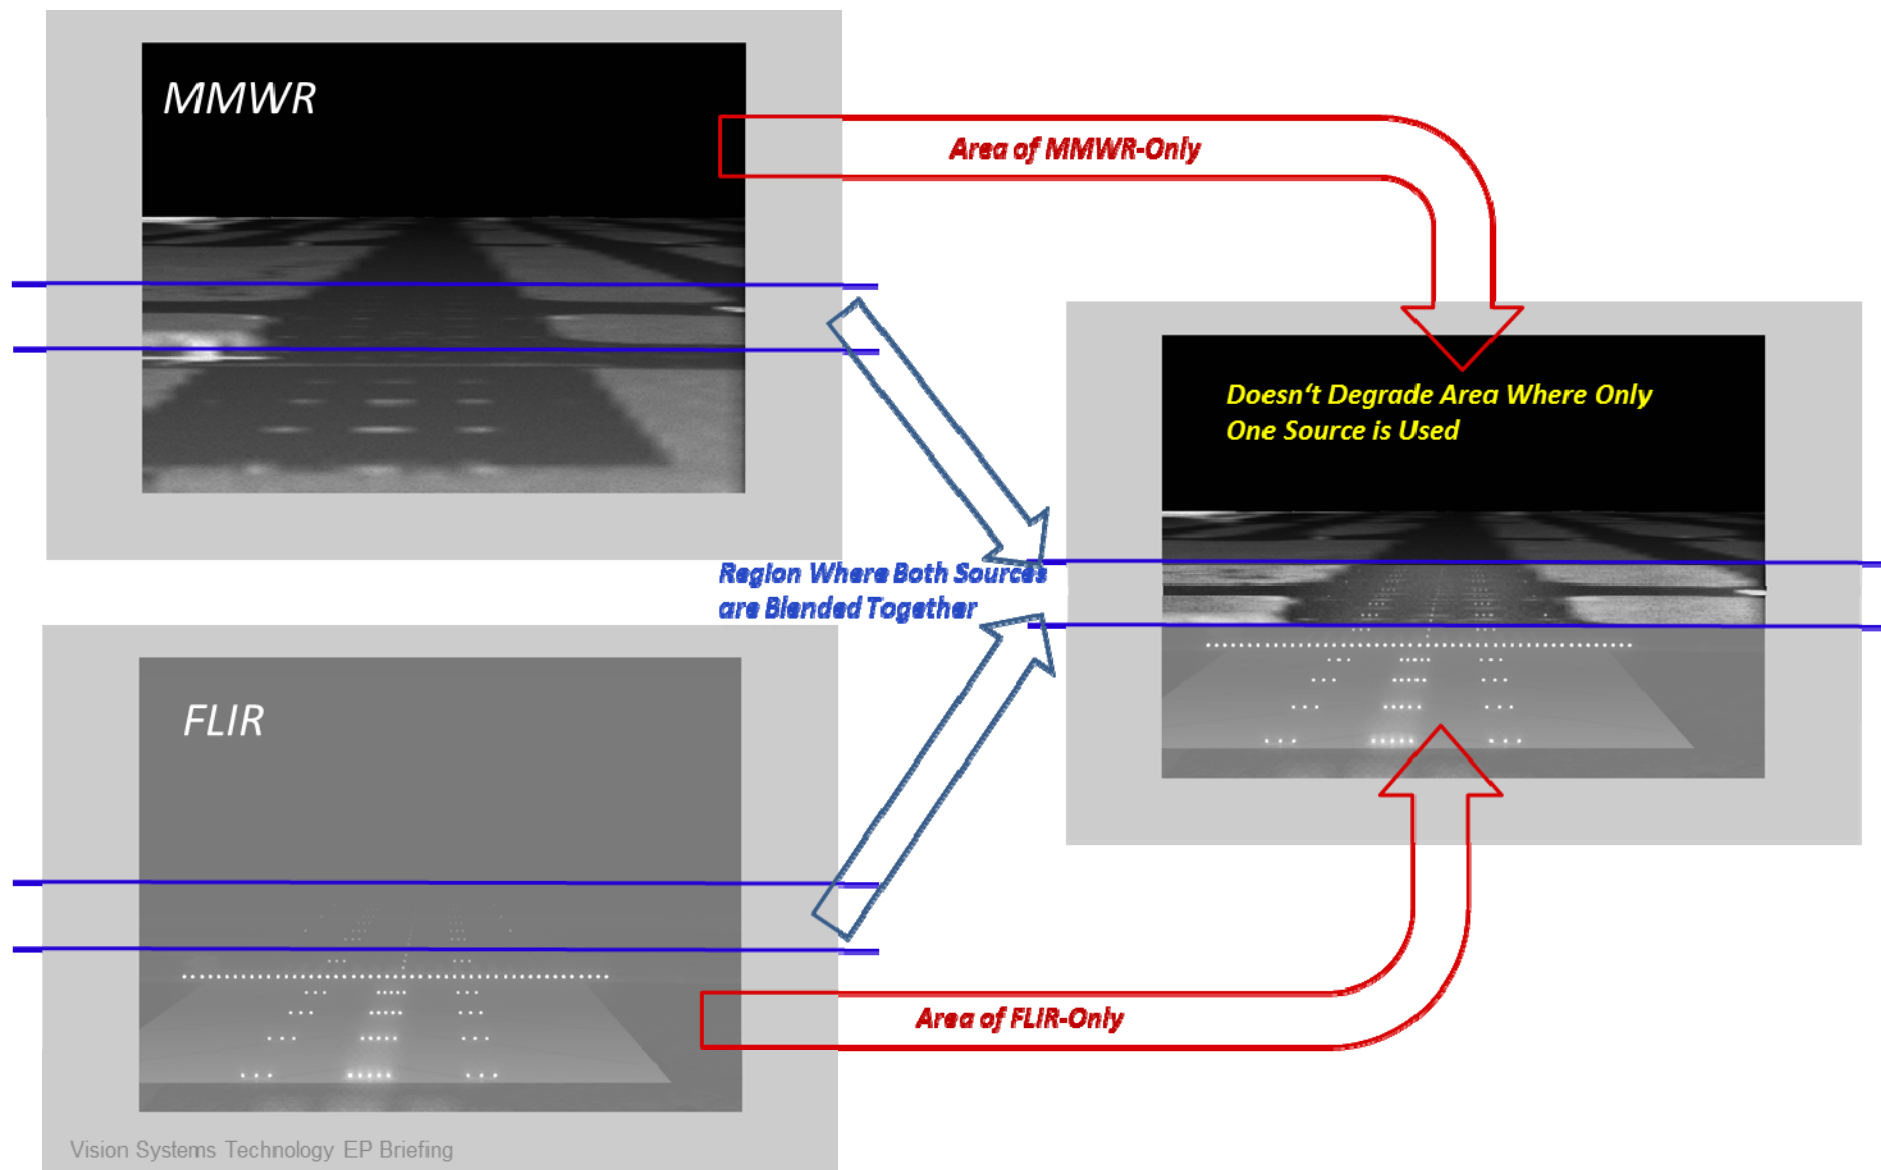 MMWR
Area of MMWR-Only
Doesn't Degrade Area Where Only
One Source is Used
Region Where Both Sources
are Blended Together
FLIR
Area of FLIR-Only
Vision Systems Technology EP Briefing